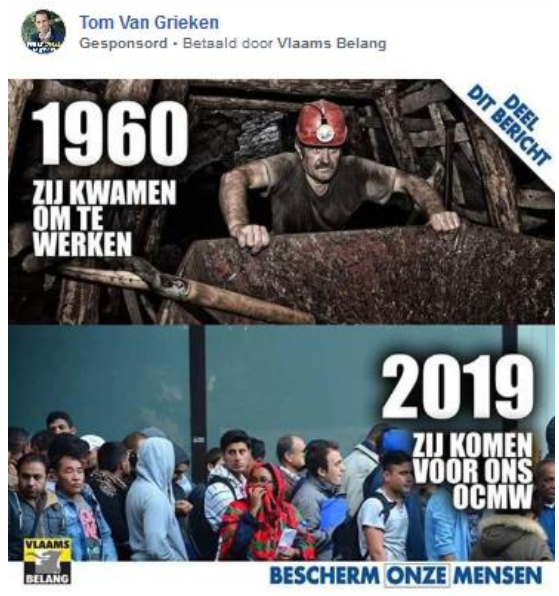 Tom Van Grieken
Gesponsord · Betaald door Vlaams Belang
DEEL
DIT BERICHT
1960
ZIJ KWAMEN
OM TE
WERKEN
2019
ZIJ KOMEN
VOOR ONS
OCMW
VLAAMS
BELANG
BESCHERM ONZE MENSEN